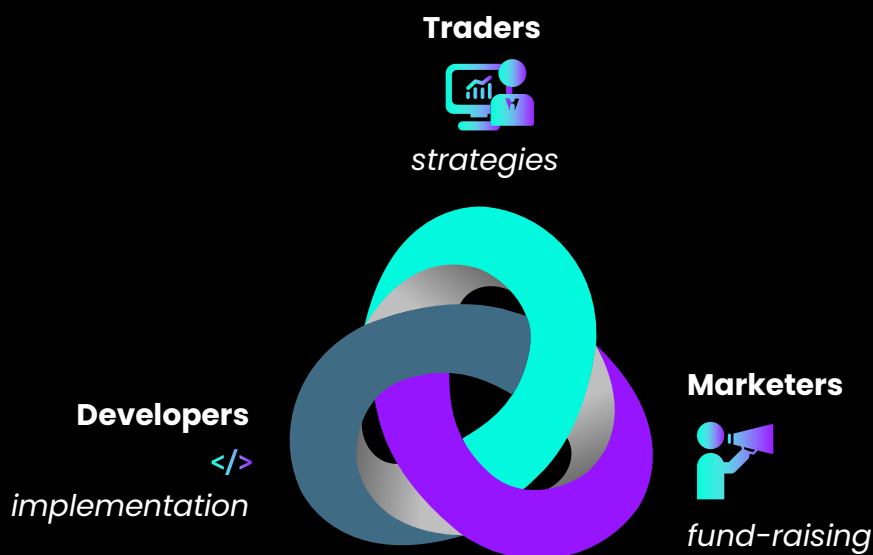 Traders
strategies
Marketers
Developers
</>
implementation
fund-raising